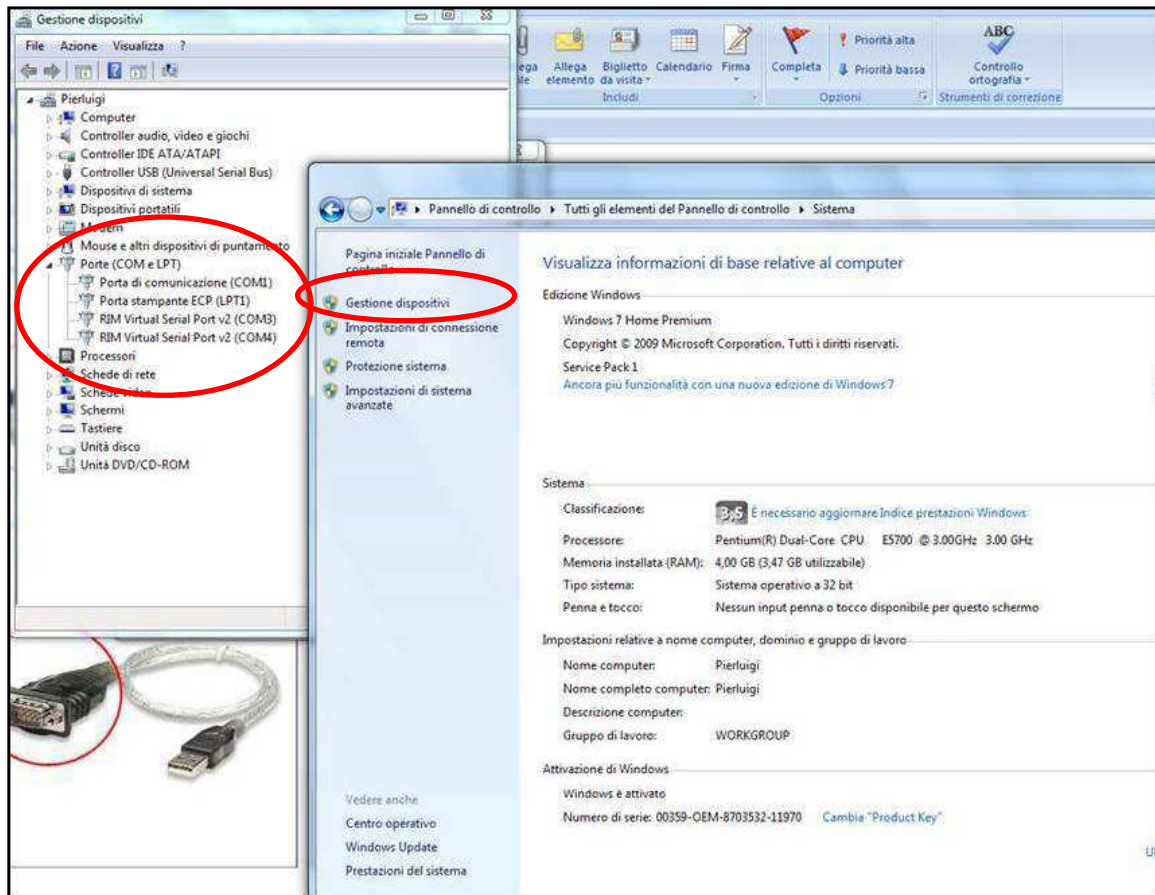 Gestione dispositivi
File Azione Visualizza ?
Pierluigi
Computer
Controller audio, video e giochi
Controller IDE ATA/ATAPI
Controller USB (Universal Serial Bus)
Dispositivi di sistema
Dispositivi portatili
Modem
Mouse e altri dispositivi di puntamento
Porte (COM e LPT)
Porta di comunicazione (COM1)
Porta stampante ECP (LPT1)
RIM Virtual Serial Port v2 (COM3)
RIM Virtual Serial Port v2 (COM4)
Processori
Schede di rete
Schede video
Schermi
Tastiere
Unità disco
Unità DVD/CD-ROM
Allega
elemento
Biglietto
da visita
Calendario
Firma
Includi
Completa
Priorità alta
Priorità bassa
Opzioni
ABC
Controllo
ortografia
Strumenti di correzione
Pannello di controllo Tutti gli elementi del Pannello di controllo Sistema
Pagina iniziale Pannello di
controllo
Gestione dispositivi
Impostazioni di connessione
remota
Protezione sistema
Impostazioni di sistema
avanzate
Vedere anche
Centro operativo
Windows Update
Prestazioni del sistema
Visualizza informazioni di base relative al computer
Edizione Windows
Windows 7 Home Premium
Copyright © 2009 Microsoft Corporation. Tutti i diritti riservati.
Service Pack 1
Ancora più funzionalità con una nuova edizione di Windows 7
Sistema
Classificazione: 3,5 È necessario aggiornare Indice prestazioni Windows
Processore: Pentium(R) Dual-Core CPU E5700 @ 3.00GHz 3.00 GHz
Memoria installata (RAM): 4,00 GB (3,47 GB utilizzabile)
Tipo sistema: Sistema operativo a 32 bit
Penna e tocco: Nessun input penna o tocco disponibile per questo schermo
Impostazioni relative a nome computer, dominio e gruppo di lavoro
Nome computer: Pierluigi
Nome completo computer: Pierluigi
Descrizione computer:
Gruppo di lavoro: WORKGROUP
Attivazione di Windows
Windows è attivato
Numero di serie: 00359-OEM-8703532-11970 Cambia "Product Key"